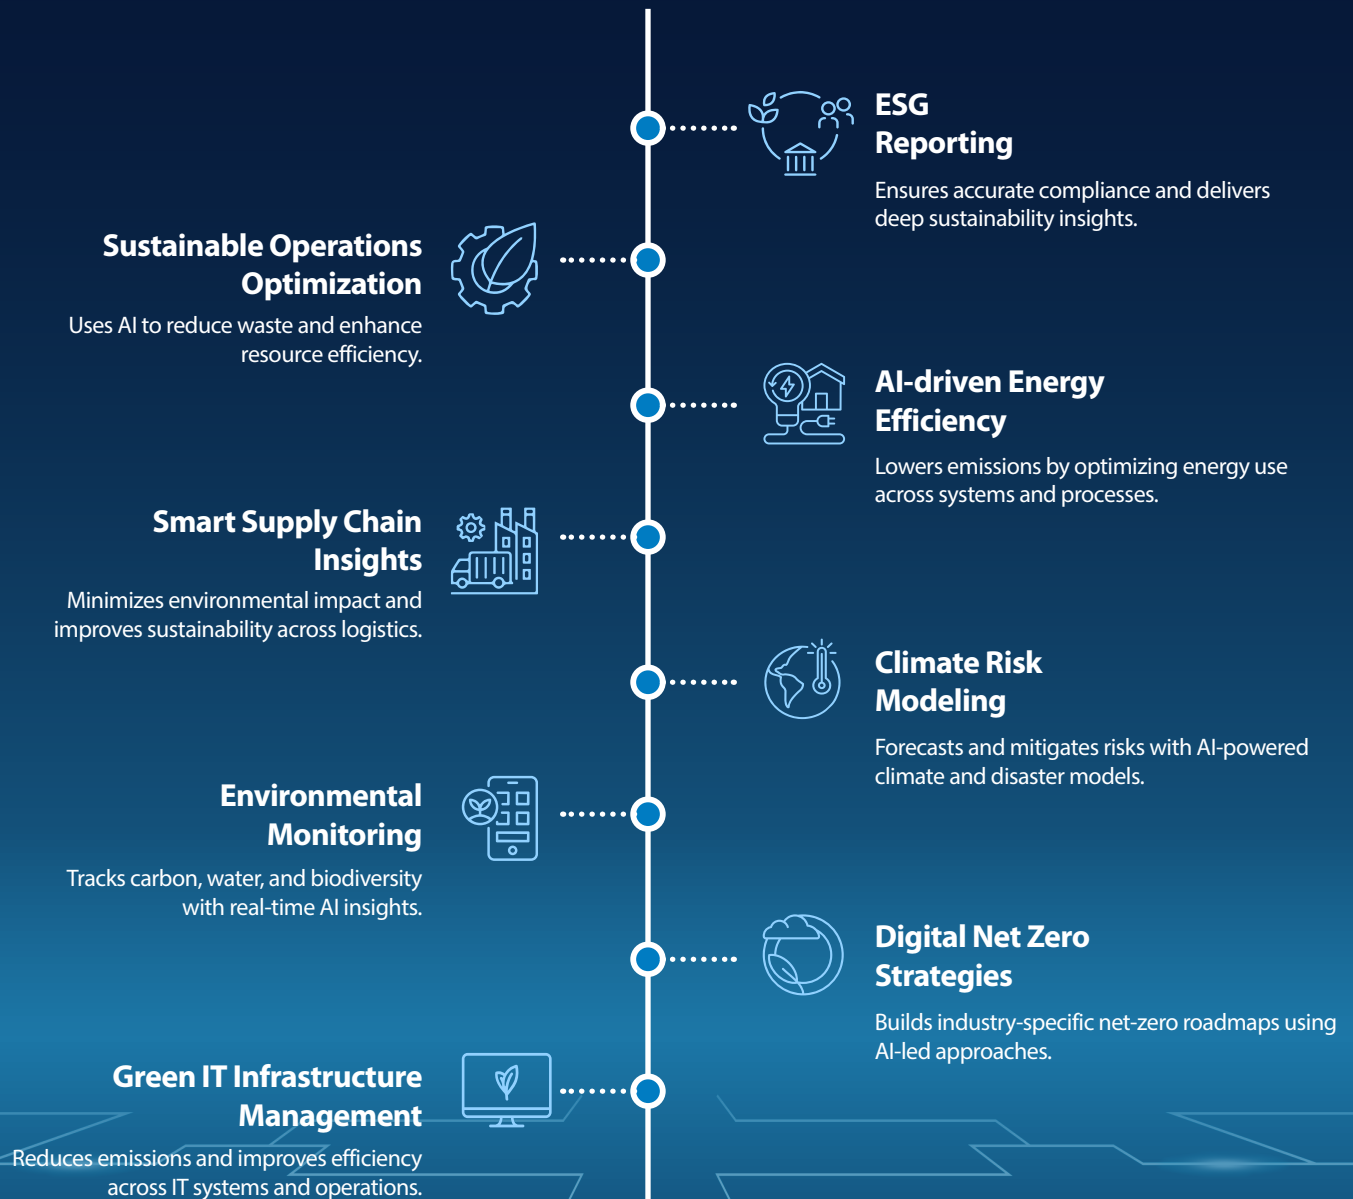 ESG
Reporting
Ensures accurate compliance and delivers
deep sustainability insights.
Sustainable Operations
Optimization
Uses AI to reduce waste and enhance
resource efficiency.
AI-driven Energy
Efficiency
Lowers emissions by optimizing energy use
across systems and processes.
Smart Supply Chain
Insights
Minimizes environmental impact and
improves sustainability across logistics.
Climate Risk
Modeling
Forecasts and mitigates risks with AI-powered
climate and disaster models.
Environmental
Monitoring
Tracks carbon, water, and biodiversity
with real-time AI insights.
Digital Net Zero
Strategies
Builds industry-specific net-zero roadmaps using
AI-led approaches.
Green IT Infrastructure
Management
Reduces emissions and improves efficiency
across IT systems and operations.